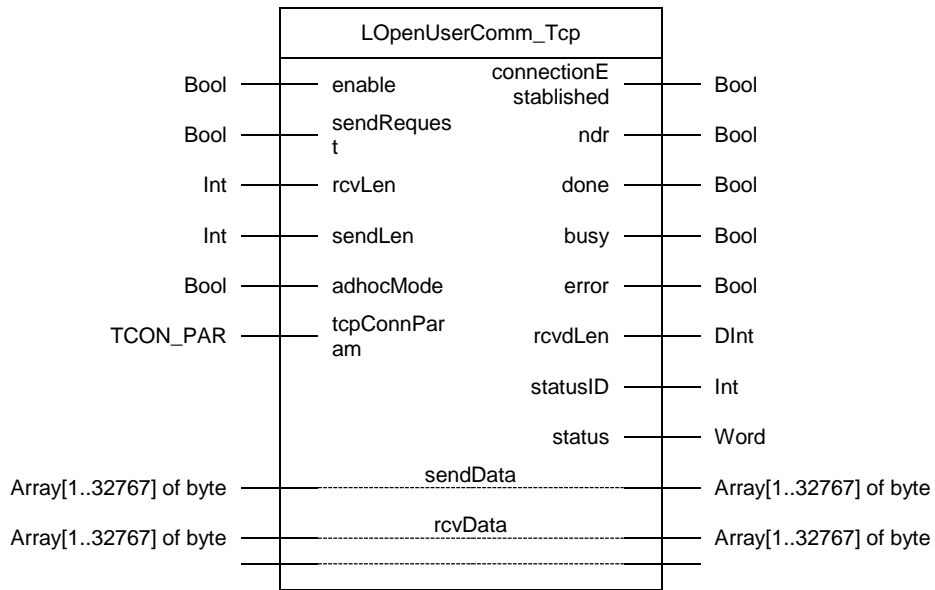 LOpenUserComm_Tcp
Bool enable connectionE
stablished Bool
Bool sendReques
t ndr Bool
Int rcvLen done Bool
Int sendLen busy Bool
Bool adhocMode error Bool
TCON_PAR tcpConnPar
am rcvdLen DInt
statusID Int
status Word
sendData
Array[1..32767] of byte Array[1..32767] of byte
rcvData
Array[1..32767] of byte Array[1..32767] of byte